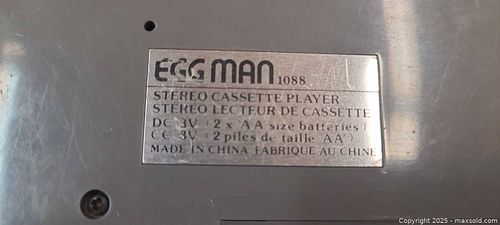 EGG MAN 1088
STEREO CASSETTE PLAYER
STEREO LECTEUR DE CASSETTE
DC 3V (2 x 'AA' size batteries)
CC 3V (2 piles de taille 'AA')
MADE IN CHINA FABRIQUE AU CHINE
Copyright © 2025 - maxsold.com